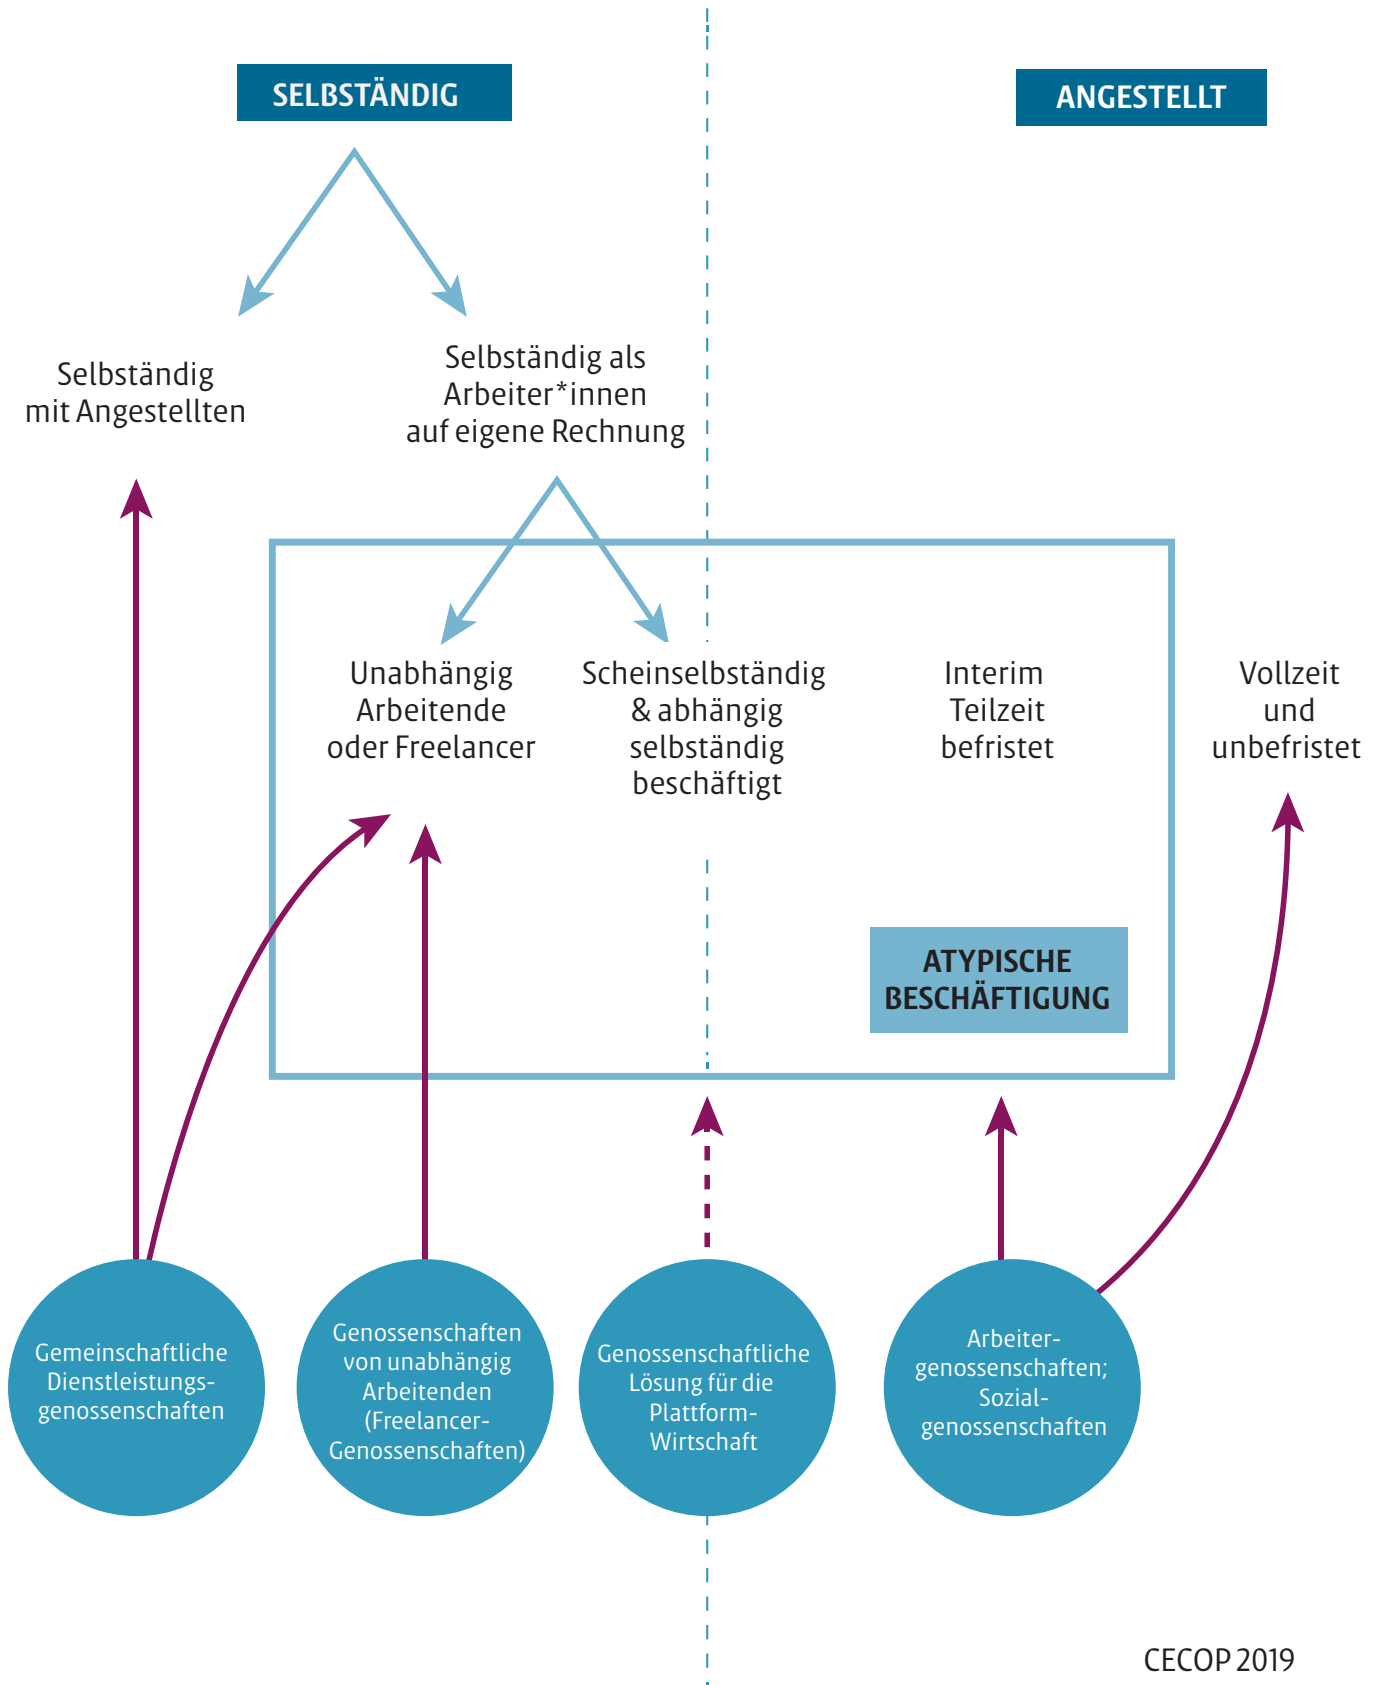 SELBSTÄNDIG
ANGESTELLT
Selbständig
mit Angestellten
Selbständig als
Arbeiter*innen
auf eigene Rechnung
Unabhängig
Arbeitende
oder Freelancer
Scheinselbständig
& abhängig
selbständig
beschäftigt
Interim
Teilzeit
befristet
Vollzeit
und
unbefristet
ATYPISCHE
BESCHÄFTIGUNG
Gemeinschaftliche
Dienstleistungs-
genossenschaften
Genossenschaften
von unabhängig
Arbeitenden
(Freelancer-
Genossenschaften)
Genossenschaftliche
Lösung für die
Plattform-
Wirtschaft
Arbeiter-
genossenschaften;
Sozial-
genossenschaften
CECOP 2019